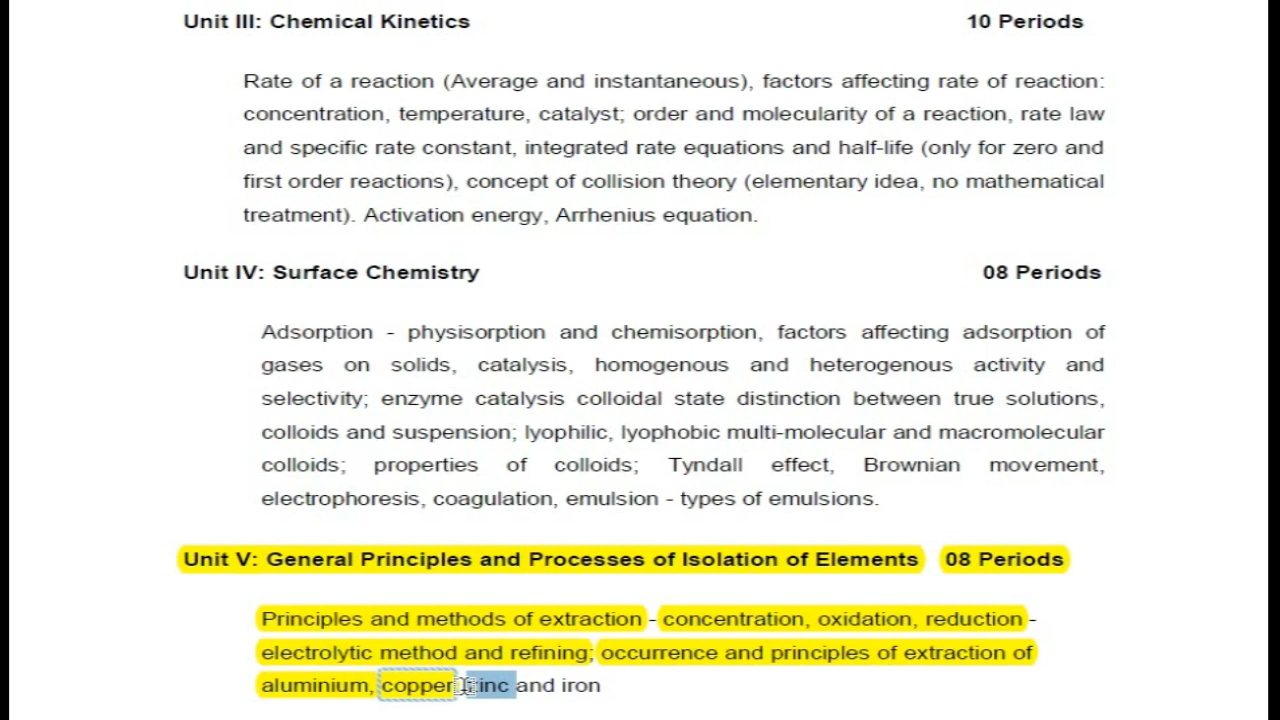 Unit III: Chemical Kinetics 10 Periods
Rate of a reaction (Average and instantaneous), factors affecting rate of reaction:
concentration, temperature, catalyst; order and molecularity of a reaction, rate law
and specific rate constant, integrated rate equations and half-life (only for zero and
first order reactions), concept of collision theory (elementary idea, no mathematical
treatment). Activation energy, Arrhenius equation.
Unit IV: Surface Chemistry 08 Periods
Adsorption - physisorption and chemisorption, factors affecting adsorption of
gases on solids, catalysis, homogenous and heterogenous activity and
selectivity; enzyme catalysis colloidal state distinction between true solutions,
colloids and suspension; lyophilic, lyophobic multi-molecular and macromolecular
colloids; properties of colloids; Tyndall effect, Brownian movement,
electrophoresis, coagulation, emulsion - types of emulsions.
Unit V: General Principles and Processes of Isolation of Elements 08 Periods
Principles and methods of extraction - concentration, oxidation, reduction -
electrolytic method and refining; occurrence and principles of extraction of
aluminium, copper zinc and iron